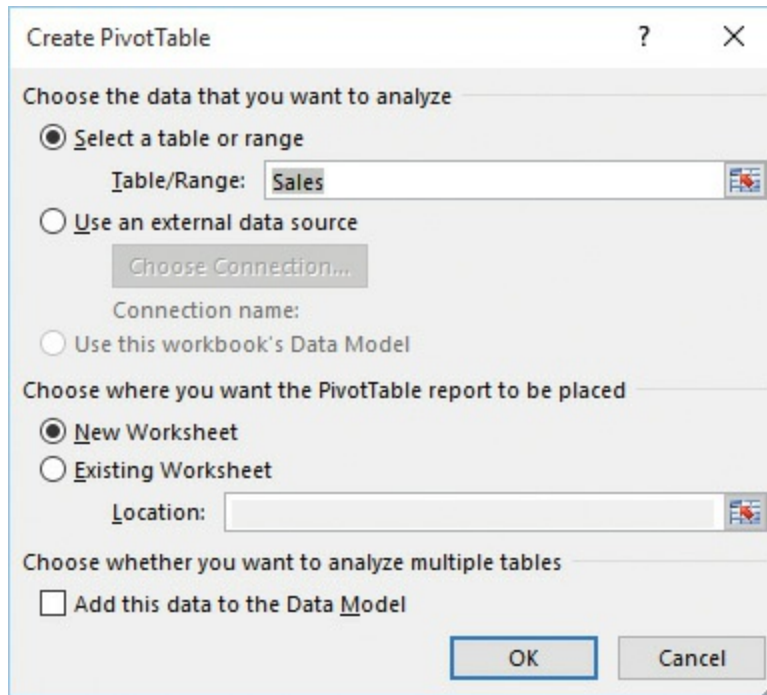 Create PivotTable ?
Choose the data that you want to analyze
Select a table or range
Table/Range: Sales
Use an external data source
Choose Connection...
Connection name:
Use this workbook's Data Model
Choose where you want the PivotTable report to be placed
New Worksheet
Existing Worksheet
Location:
Choose whether you want to analyze multiple tables
Add this data to the Data Model
OK Cancel